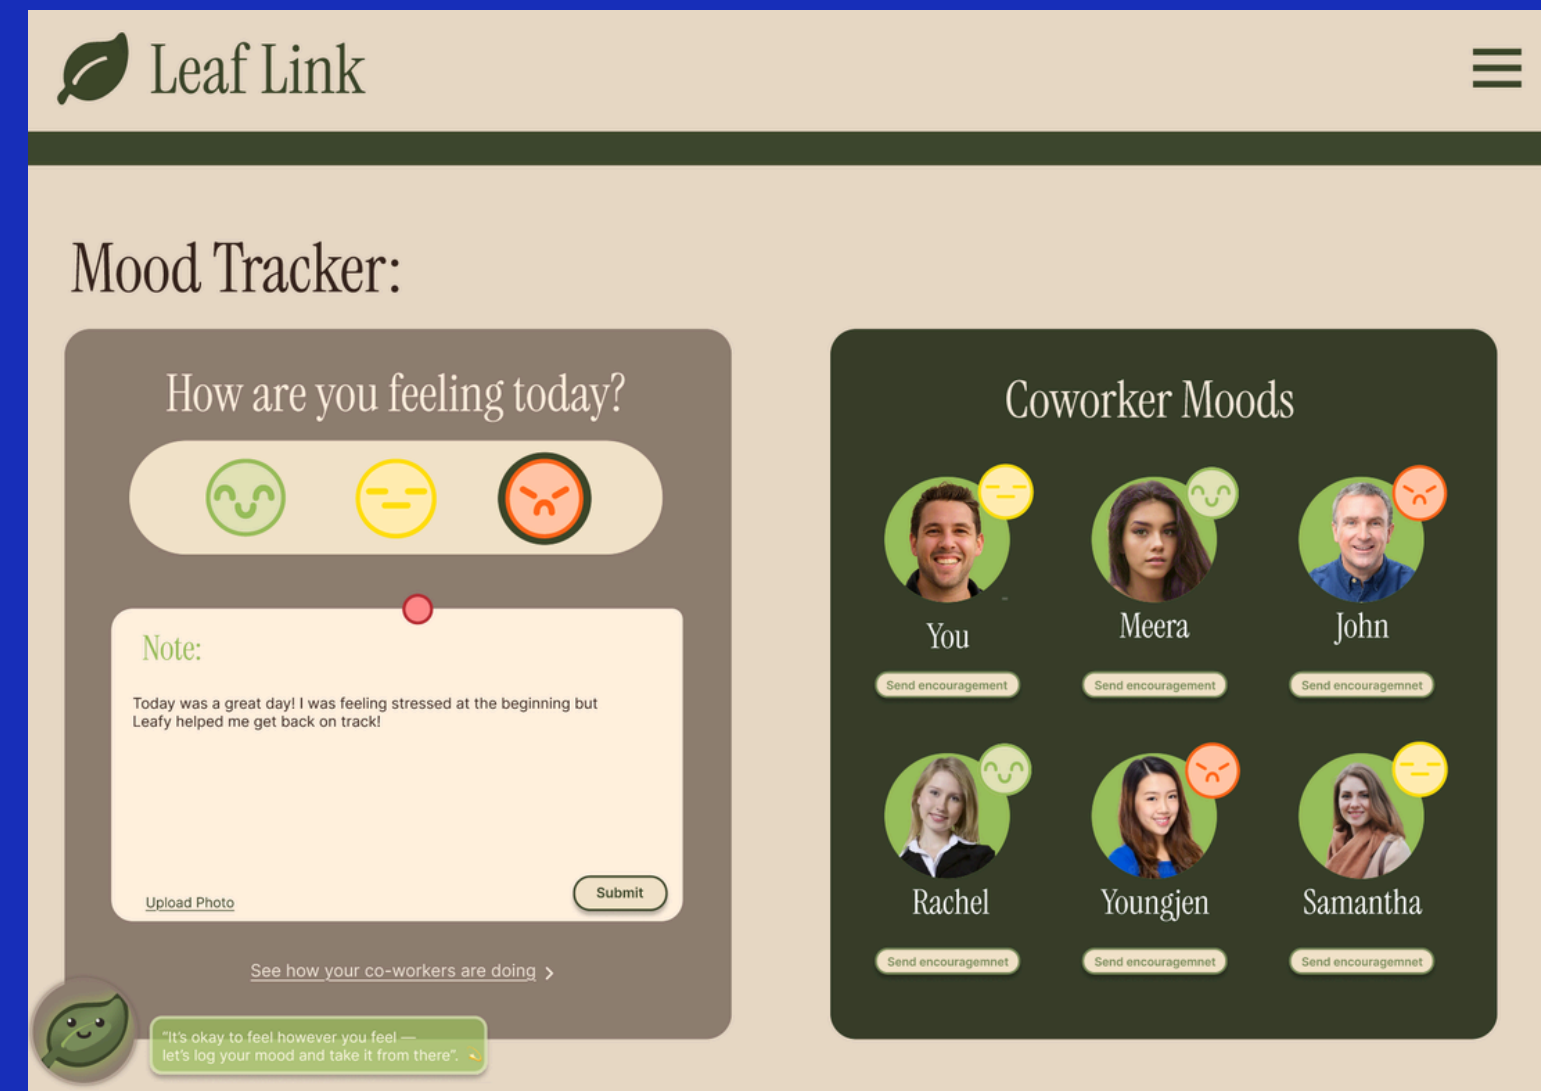 Leaf Link
Mood Tracker:
How are you feeling today?
Note:
Today was a great day! I was feeling stressed at the beginning but
Leafy helped me get back on track!
Upload Photo
Submit
See how your co-workers are doing
"It's okay to feel however you feel —
let's log your mood and take it from there".
Coworker Moods
You
Meera
John
Send encouragement
Send encouragement
Send encouragemnet
Rachel
Youngjen
Samantha
Send encouragemnet
Send encouragemnet
Send encouragemnet